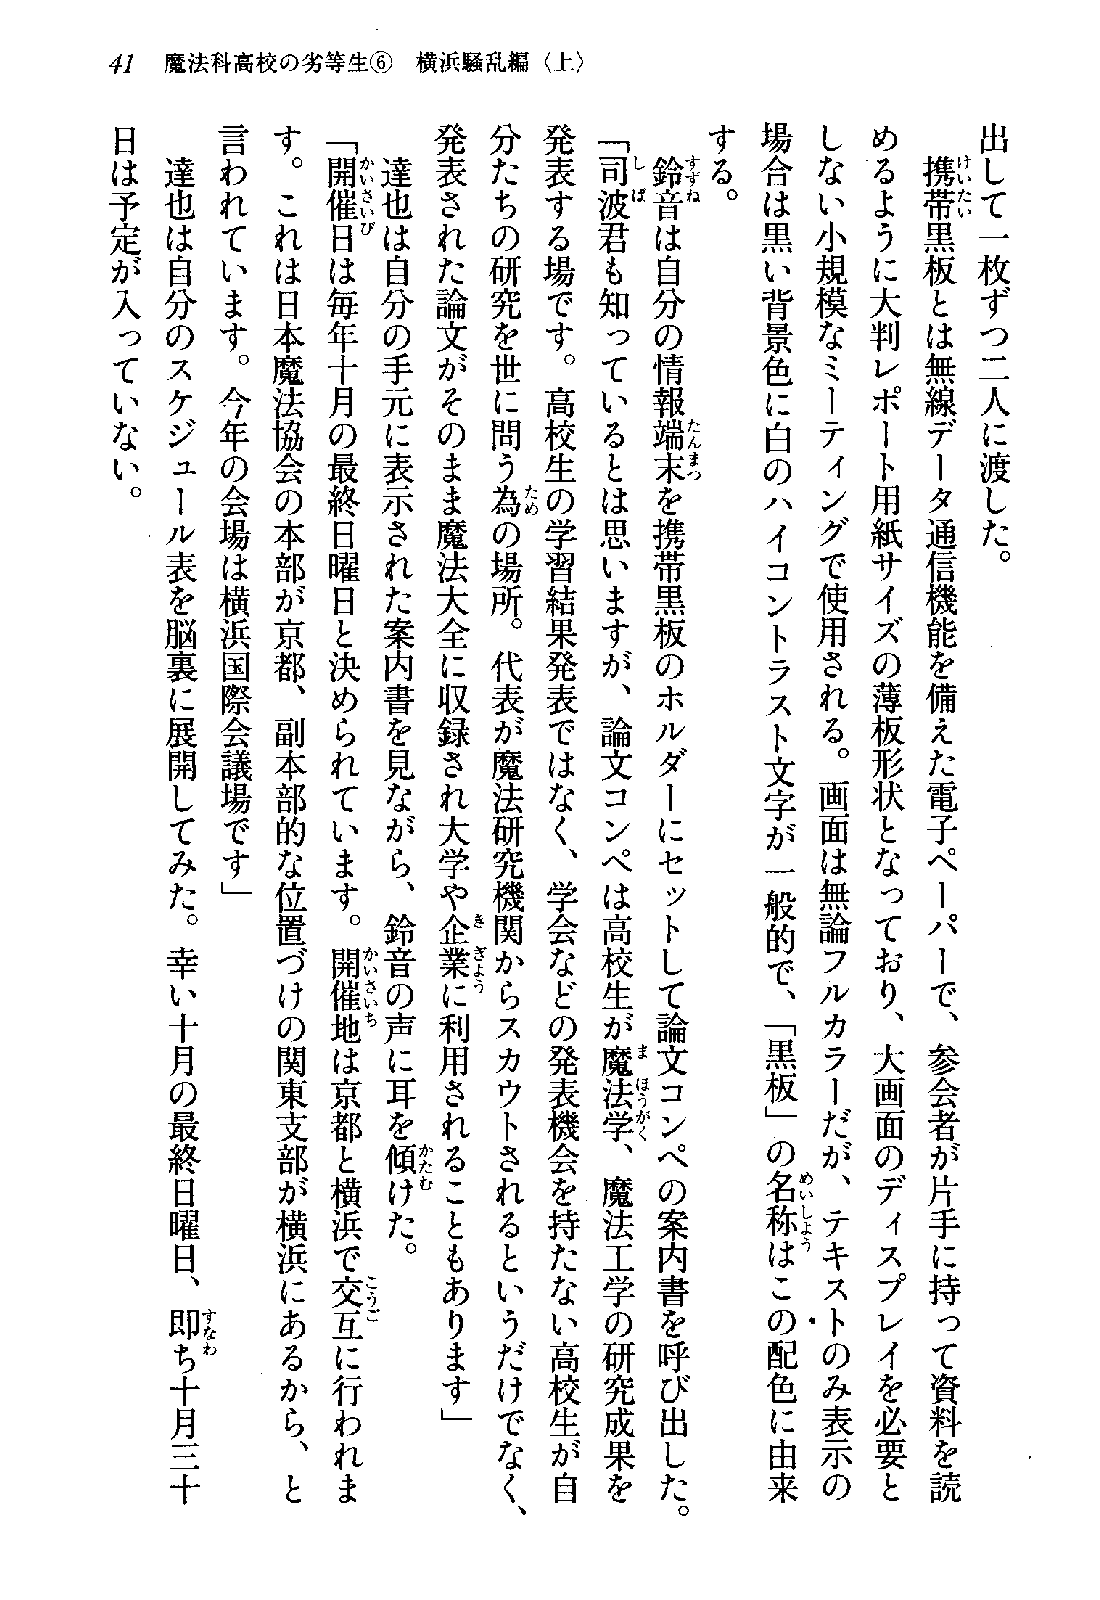 41　魔法科高校の劣等生⑥　横浜騒乱編〈上〉
出して一枚ずつ二人に渡した。
　携帯黒板とは無線データ通信機能を備えた電子ペーパーで、参会者が片手に持って資料を読
めるように大判レポート用紙サイズの薄板形状となっており、大画面のディスプレイを必要と
しない小規模なミーティングで使用される。画面は無論フルカラーだが、テキストのみ表示の
場合は黒い背景色に白のハイコントラスト文字が一般的で、「黒板」の名称はこの配色に由来
する。
　鈴音は自分の情報端末を携帯黒板のホルダーにセットして論文コンペの案内書を呼び出した。
「司波君も知っているとは思いますが、論文コンペは高校生が魔法学、魔法工学の研究成果を
発表する場です。高校生の学習結果発表ではなく、学会などの発表機会を持たない高校生が自
分たちの研究を世に問う為の場所。代表が魔法研究機関からスカウトされるというだけでなく、
発表された論文がそのまま魔法大全に収録され大学や企業に利用されることもあります」
　達也は自分の手元に表示された案内書を見ながら、鈴音の声に耳を傾けた。
「開催日は毎年十月の最終日曜日と決められています。開催地は京都と横浜で交互に行われま
す。これは日本魔法協会の本部が京都、副本部的な位置づけの関東支部が横浜にあるから、と
言われています。今年の会場は横浜国際会議場です」
　達也は自分のスケジュール表を脳裏に展開してみた。幸い十月の最終日曜日、即ち十月三十
日は予定が入っていない。